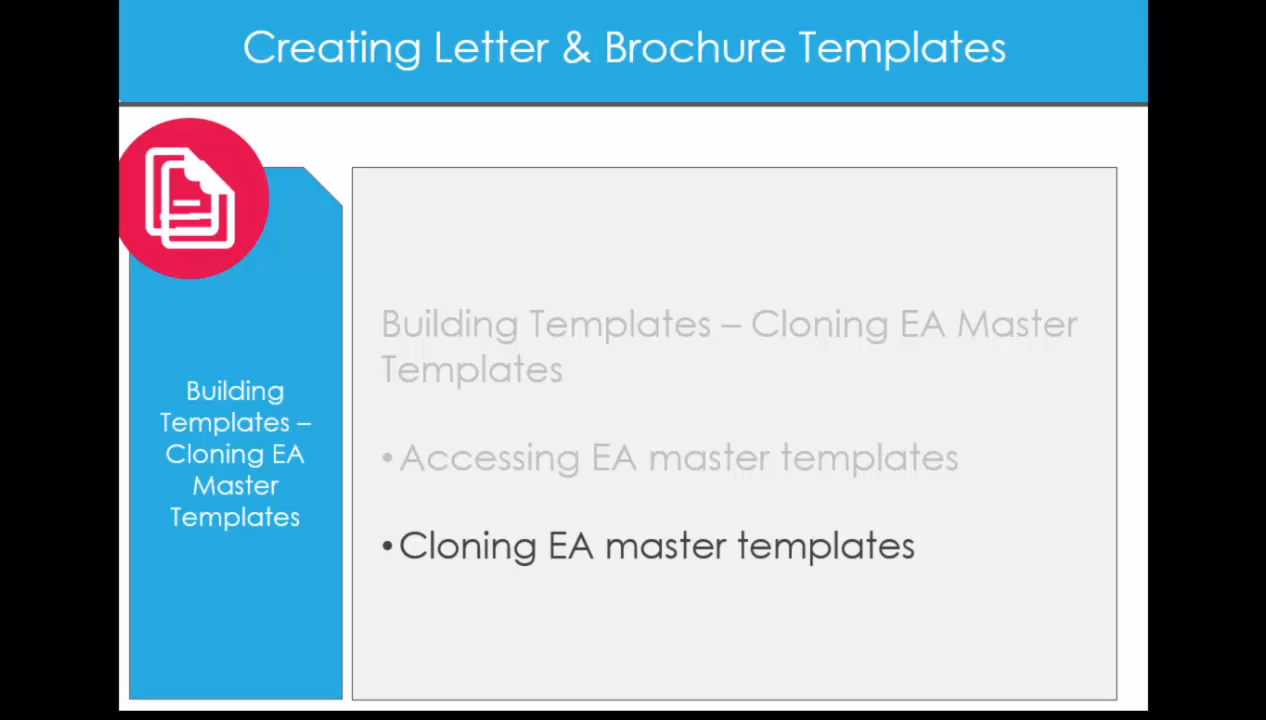 Creating Letter & Brochure Templates
Building
Templates –
Cloning EA
Master
Templates
Building Templates – Cloning EA Master
Templates
• Accessing EA master templates
• Cloning EA master templates